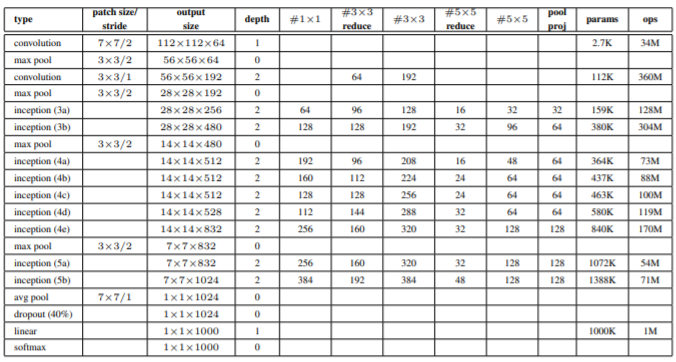 type patch size/ stride output size depth #1×1 #3×3 reduce #3×3 #5×5 reduce #5×5 pool proj params ops
convolution 7×7/2 112×112×64 1 2.7K 34M
max pool 3×3/2 56×56×64 0
convolution 3×3/1 56×56×192 2 64 192 112K 360M
max pool 3×3/2 28×28×192 0
inception (3a) 28×28×256 2 64 96 128 16 32 32 159K 128M
inception (3b) 28×28×480 2 128 128 192 32 96 64 380K 304M
max pool 3×3/2 14×14×480 0
inception (4a) 14×14×512 2 192 96 208 16 48 64 364K 73M
inception (4b) 14×14×512 2 160 112 224 24 64 64 437K 88M
inception (4c) 14×14×512 2 128 128 256 24 64 64 463K 100M
inception (4d) 14×14×528 2 112 144 288 32 64 64 580K 119M
inception (4e) 14×14×832 2 256 160 320 32 128 128 840K 170M
max pool 3×3/2 7×7×832 0
inception (5a) 7×7×832 2 256 160 320 32 128 128 1072K 54M
inception (5b) 7×7×1024 2 384 192 384 48 128 128 1388K 71M
avg pool 7×7/1 1×1×1024 0
dropout (40%) 1×1×1024 0
linear 1×1×1000 1 1000K 1M
softmax 1×1×1000 0